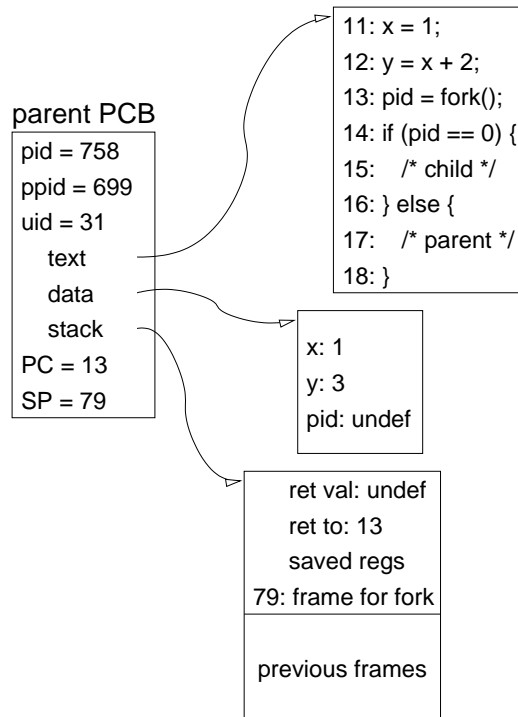 parent PCB
pid = 758
ppid = 699
uid = 31
text
data
stack
PC = 13
SP = 79
11: x = 1;
12: y = x + 2;
13: pid = fork();
14: if (pid == 0) {
15: /* child */
16: } else {
17: /* parent */
18: }
x: 1
y: 3
pid: undef
ret val: undef
ret to: 13
saved regs
79: frame for fork
previous frames